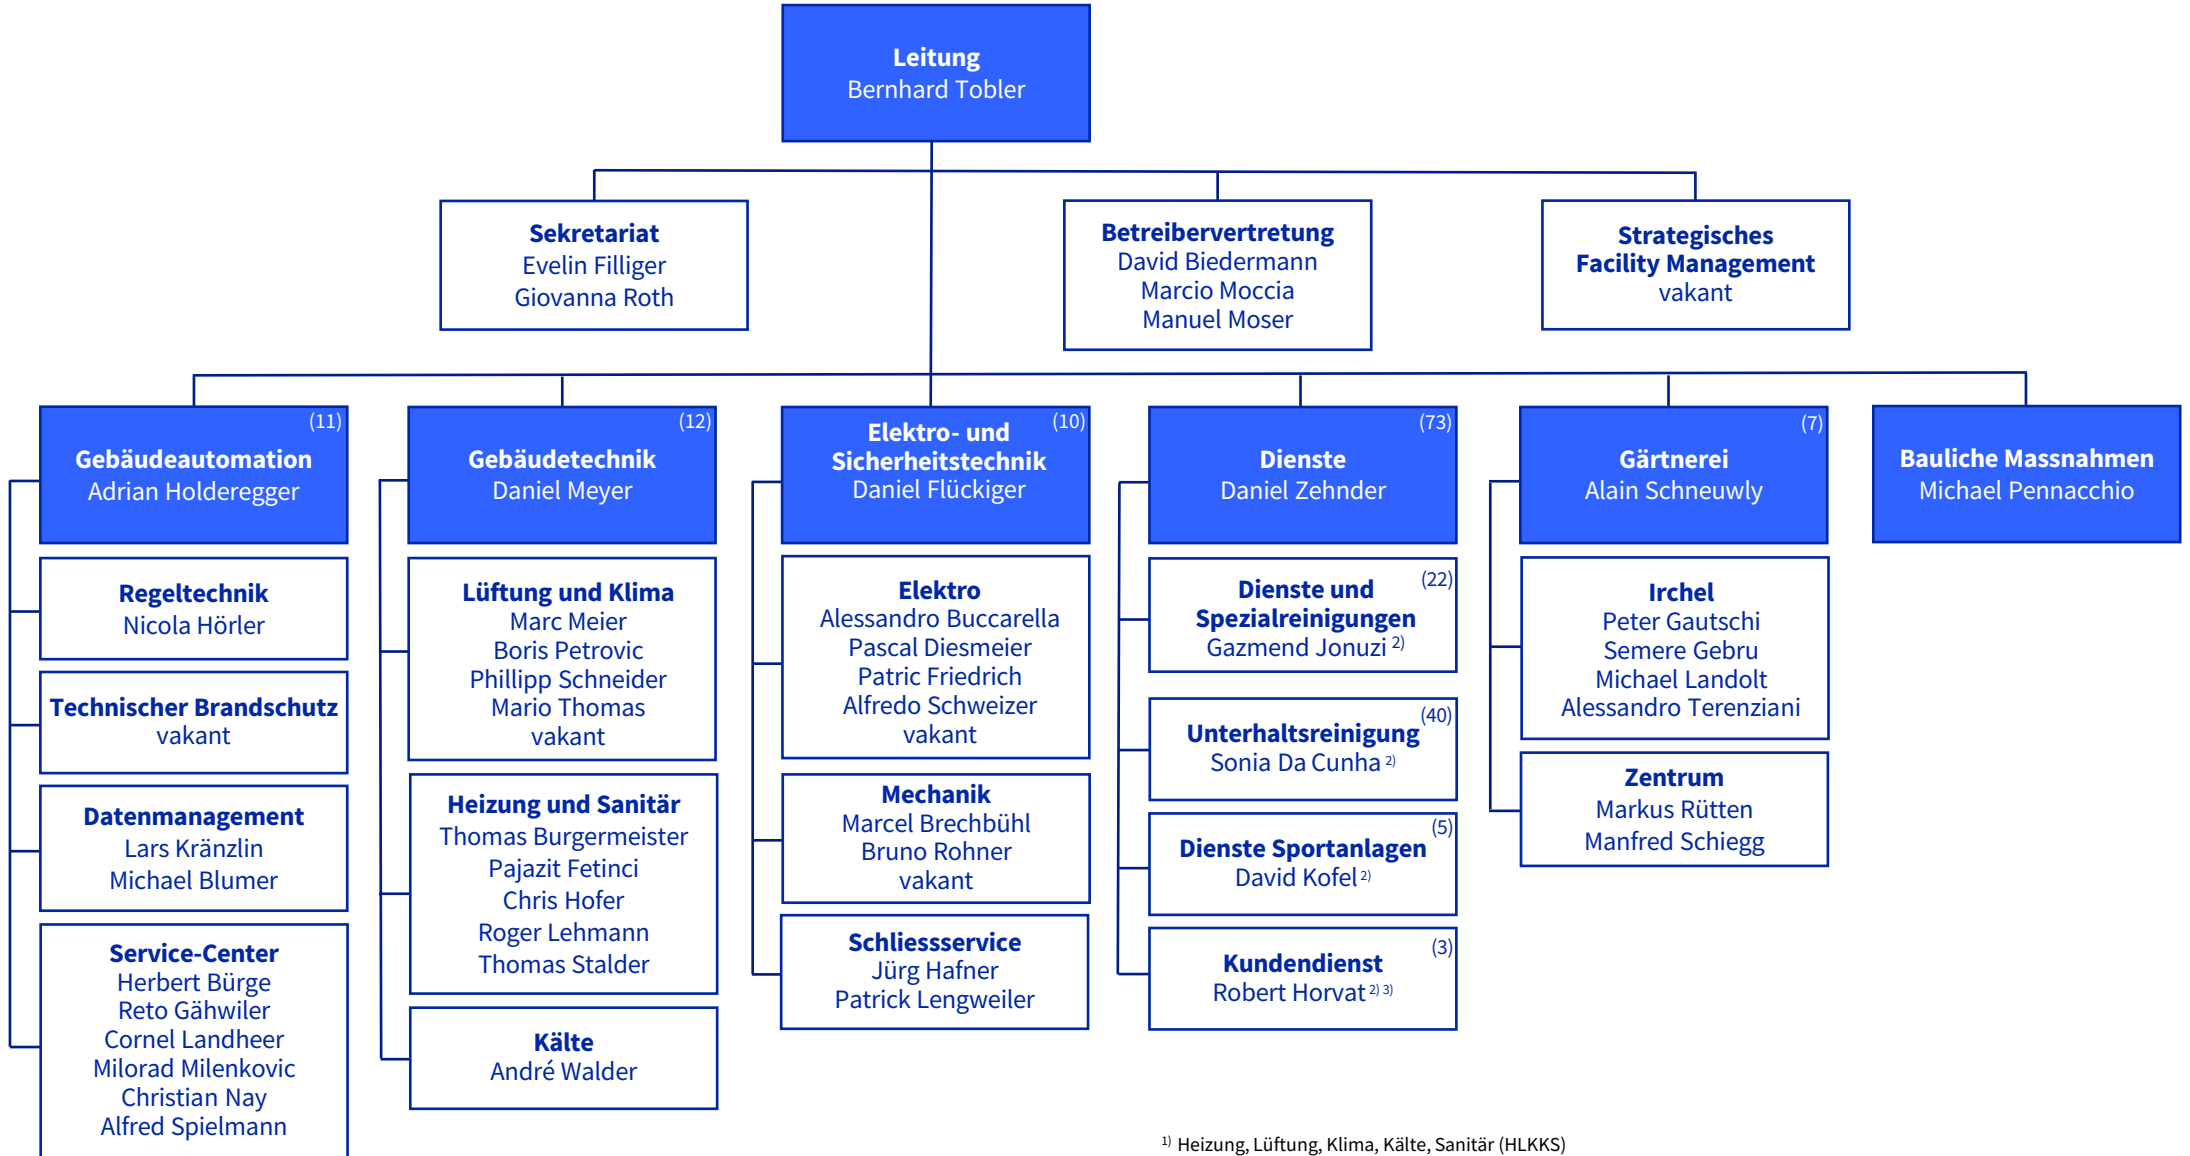 Leitung
Bernhard Tobler
Sekretariat
Evelin Filliger
Giovanna Roth
Betreibervertretung
David Biedermann
Marcio Moccia
Manuel Moser
Strategisches
Facility Management
vakant
(11)
Gebäudeautomation
Adrian Holderegger
Regeltechnik
Nicola Hörler
Technischer Brandschutz
vakant
Datenmanagement
Lars Kränzlin
Michael Blumer
Service-Center
Herbert Bürge
Reto Gähwiler
Cornel Landheer
Milorad Milenkovic
Christian Nay
Alfred Spielmann
(12)
Gebäudetechnik
Daniel Meyer
Lüftung und Klima
Marc Meier
Boris Petrovic
Phillipp Schneider
Mario Thomas
vakant
Heizung und Sanitär
Thomas Burgermeister
Pajazit Fetinci
Chris Hofer
Roger Lehmann
Thomas Stalder
Kälte
André Walder
(10)
Elektro- und
Sicherheitstechnik
Daniel Flückiger
Elektro
Alessandro Buccarella
Pascal Diesmeier
Patric Friedrich
Alfredo Schweizer
vakant
Mechanik
Marcel Brechbühl
Bruno Rohner
vakant
Schliessservice
Jürg Hafner
Patrick Lengweiler
(73)
Dienste
Daniel Zehnder
(22)
Dienste und
Spezialreinigungen
Gazmend Jonuzi 2)
(40)
Unterhaltsreinigung
Sonia Da Cunha 2)
(5)
Dienste Sportanlagen
David Kofel 2)
(3)
Kundendienst
Robert Horvat 2) 3)
(7)
Gärtnerei
Alain Schneuwly
Irchel
Peter Gautschi
Semere Gebru
Michael Landolt
Alessandro Terenziani
Zentrum
Markus Rütten
Manfred Schiegg
Bauliche Massnahmen
Michael Pennacchio
1) Heizung, Lüftung, Klima, Kälte, Sanitär (HLKKS)